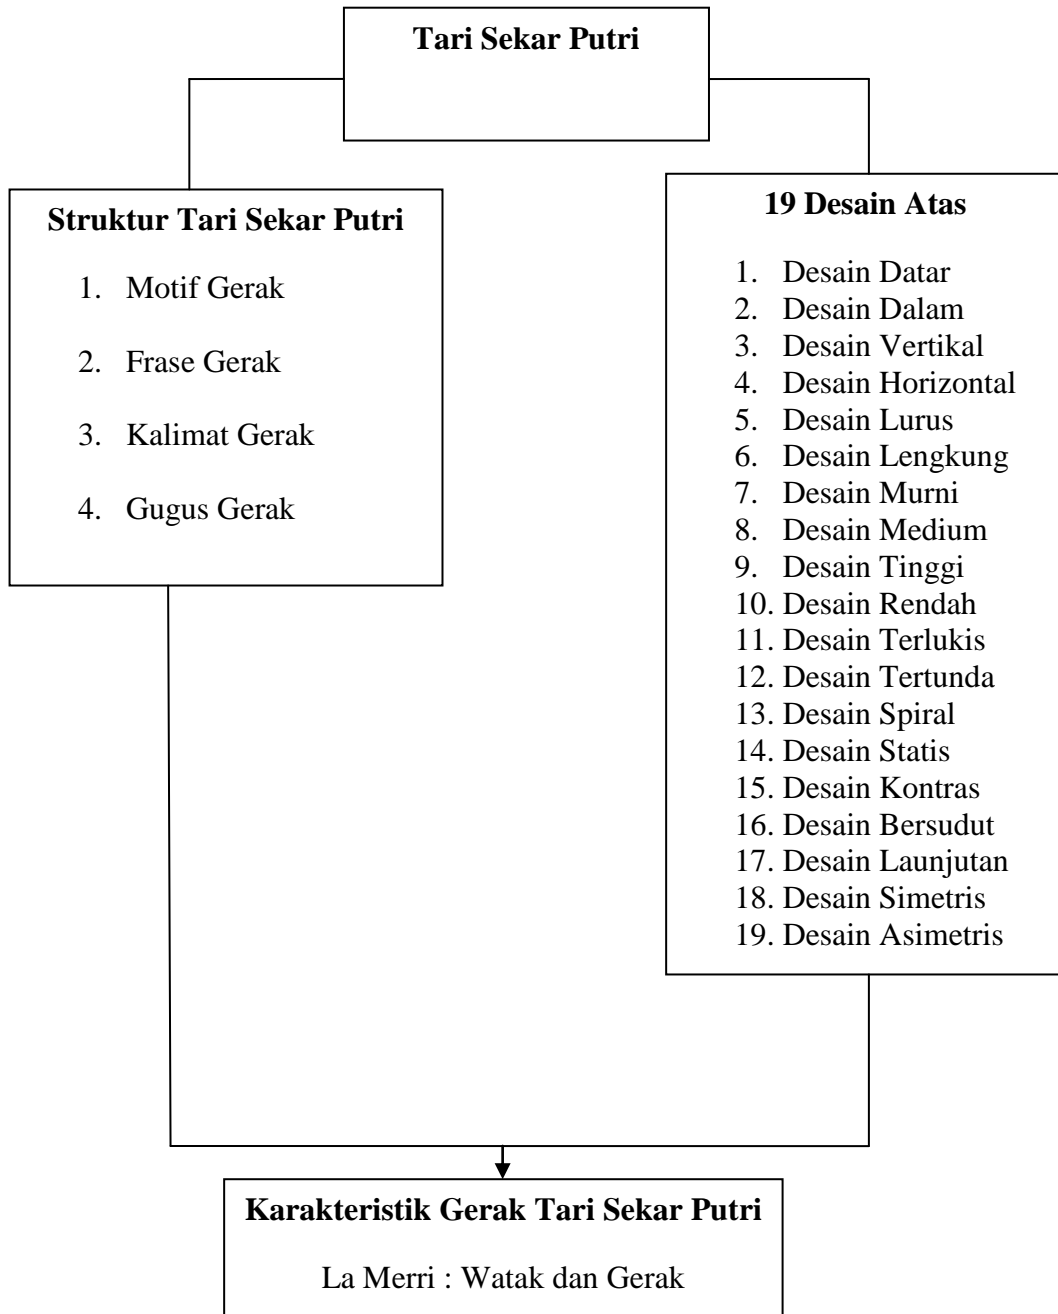 Tari Sekar Putri
Struktur Tari Sekar Putri
1. Motif Gerak
2. Frase Gerak
3. Kalimat Gerak
4. Gugus Gerak
19 Desain Atas
1. Desain Datar
2. Desain Dalam
3. Desain Vertikal
4. Desain Horizontal
5. Desain Lurus
6. Desain Lengkung
7. Desain Murni
8. Desain Medium
9. Desain Tinggi
10. Desain Rendah
11. Desain Terlukis
12. Desain Tertunda
13. Desain Spiral
14. Desain Statis
15. Desain Kontras
16. Desain Bersudut
17. Desain Launjutan
18. Desain Simetris
19. Desain Asimetris
Karakteristik Gerak Tari Sekar Putri
La Merri : Watak dan Gerak